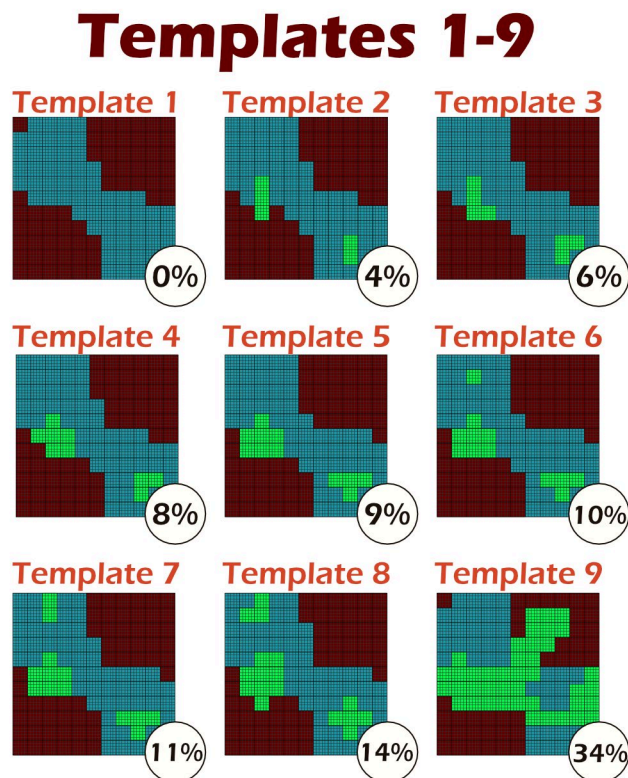 Templates 1-9
Template 1 Template 2 Template 3
0% 4% 6%
Template 4 Template 5 Template 6
8% 9% 10%
Template 7 Template 8 Template 9
11% 14% 34%